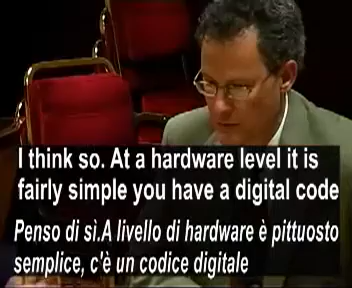 I think so. At a hardware level it is
fairly simple you have a digital code
Penso di sì.A livello di hardware è pittuosto
semplice, c'è un codice digitale